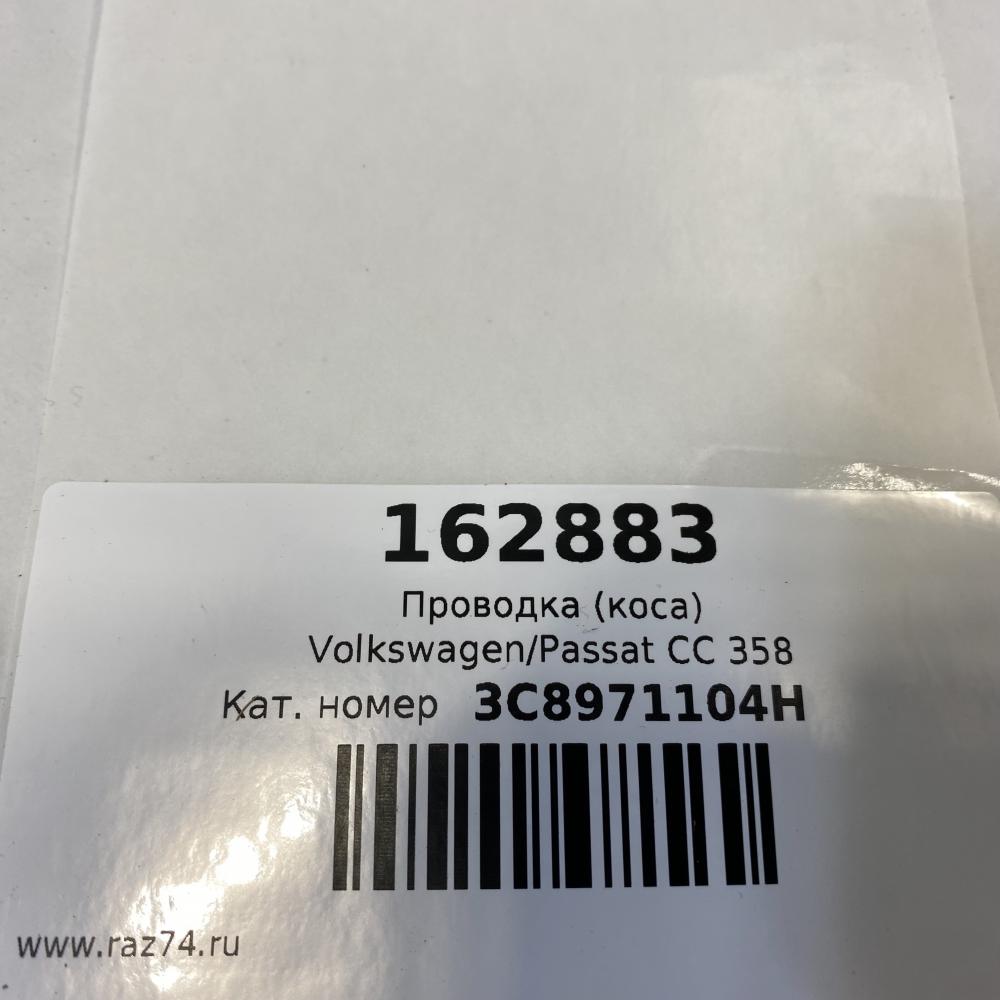 162883
Проводка (коса)
Volkswagen/Passat CC 358
Кат. номер 3C8971104H
www.raz74.ru